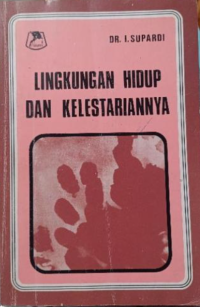 DR. I. SUPARDI
LINGKUNGAN HIDUP
DAN KELESTARIANNYA